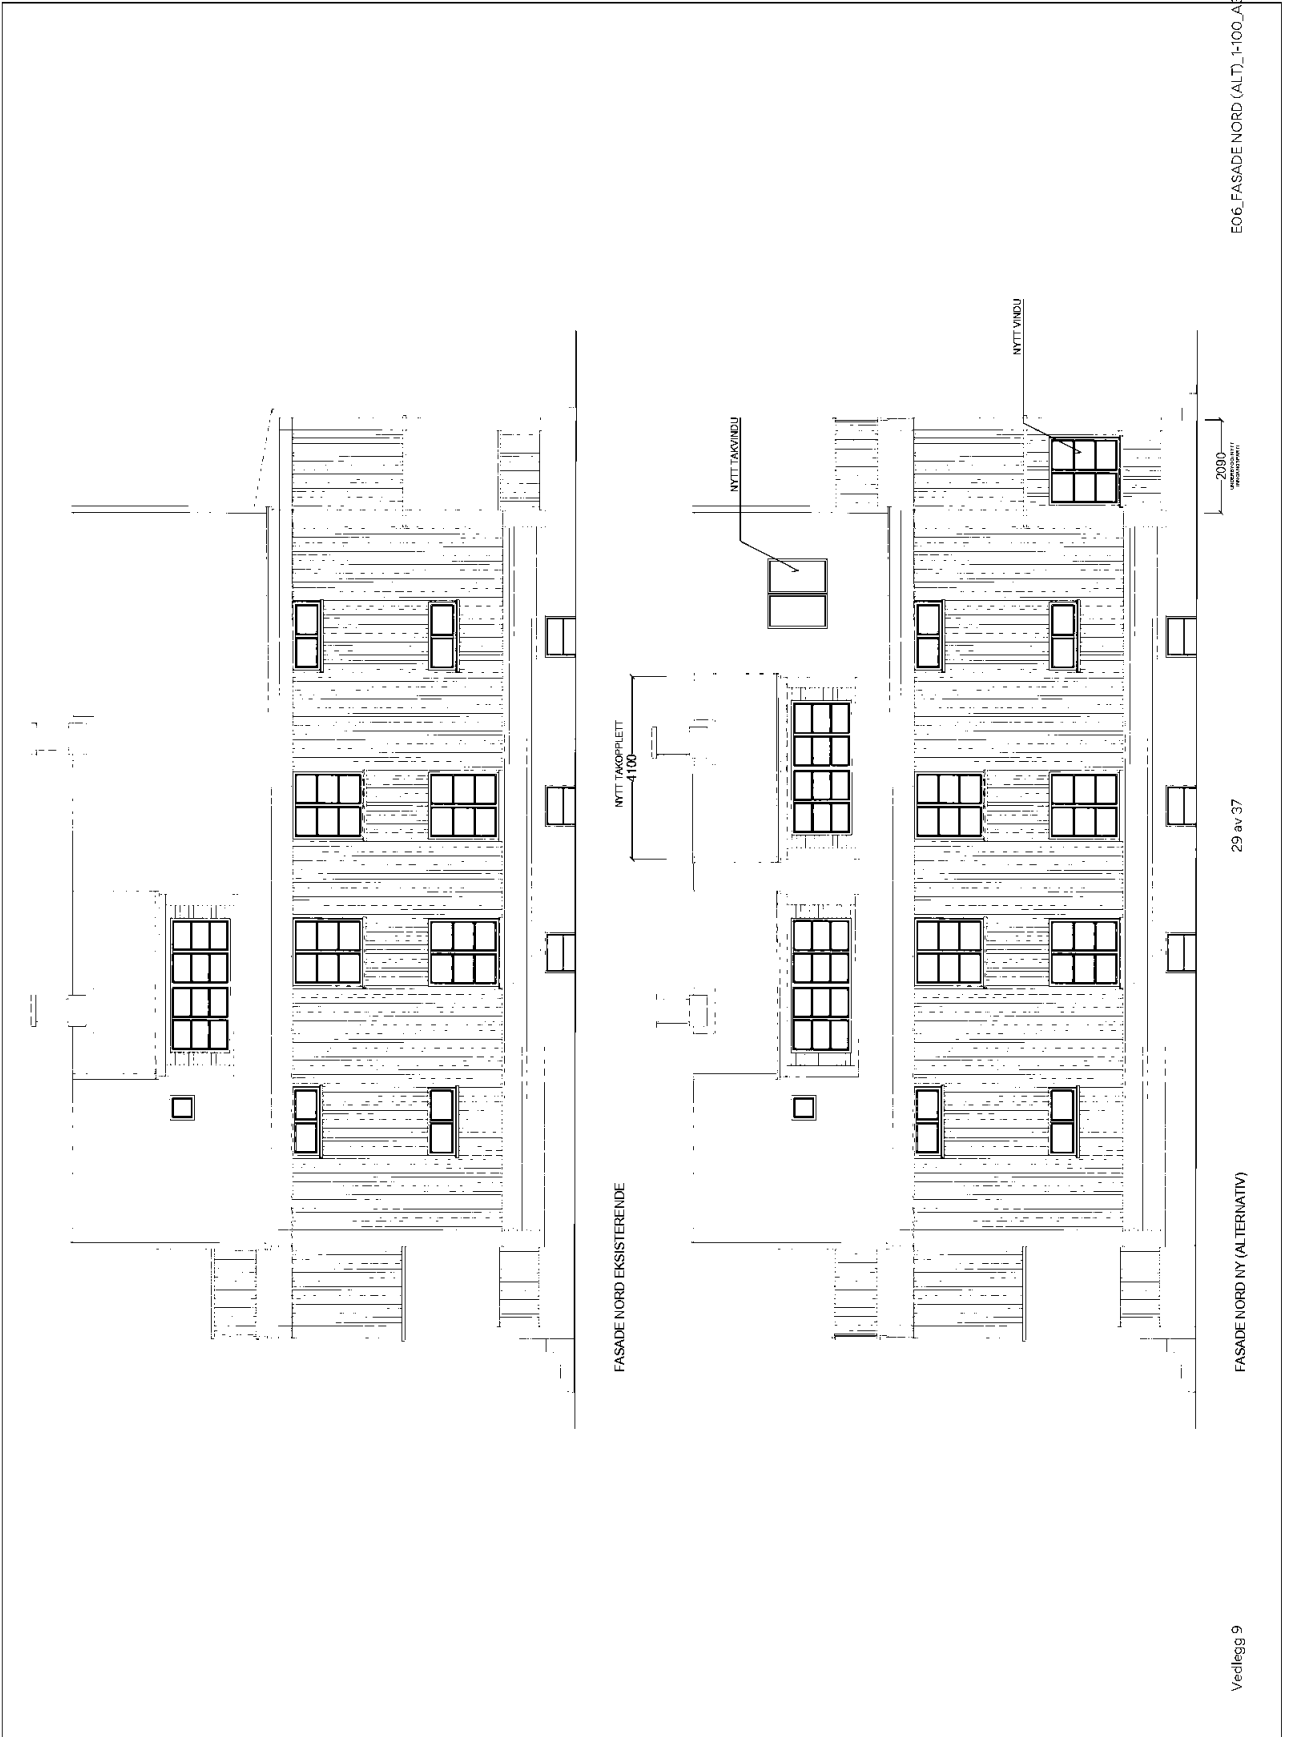 FASADE NORD EKSISTERENDE
NYTT TAKOPPLETT
4100
NYTT TAKVINDU
NYTT VINDU
2090
FASADE NORD NY (ALTERNATIV)
Vedlegg 9
29 av 37
E06_FASADE NORD (ALT)_1-100_A3